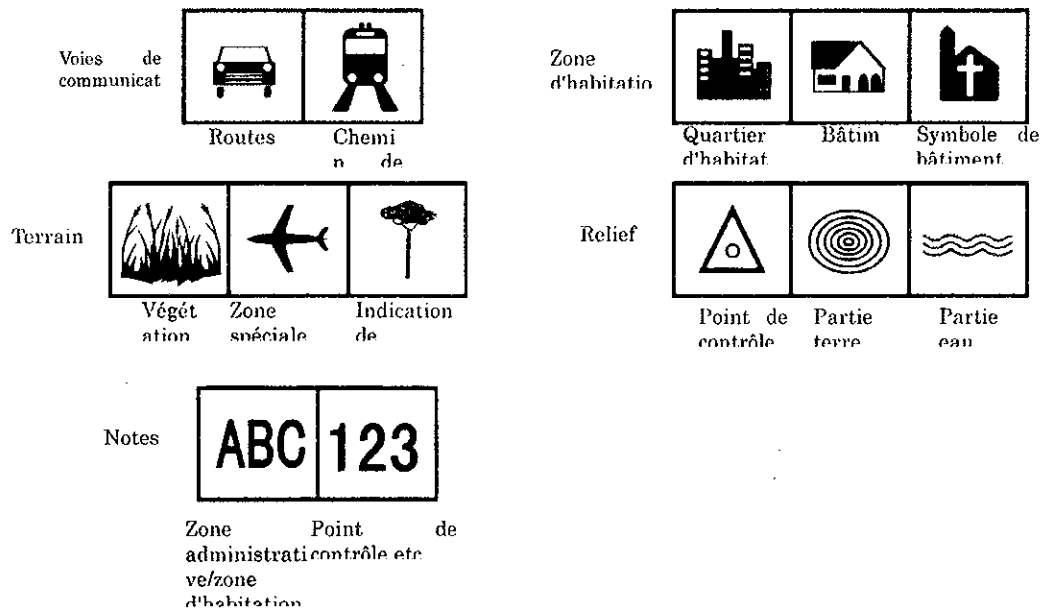 Voies de
communicat
Routes
Chemi
n de
Zone
d'habitatio
Quartier
d'habitat
Bâtim
Symbole de
bâtiment
Terrain
Végét
ation
Zone
spéciale
Indication
de
Relief
Point de
contrôle
Partie
terre
Partie
eau
Notes
ABC
123
Zone
administrati
ve/zone
d'habitation
Point de
contrôle etc